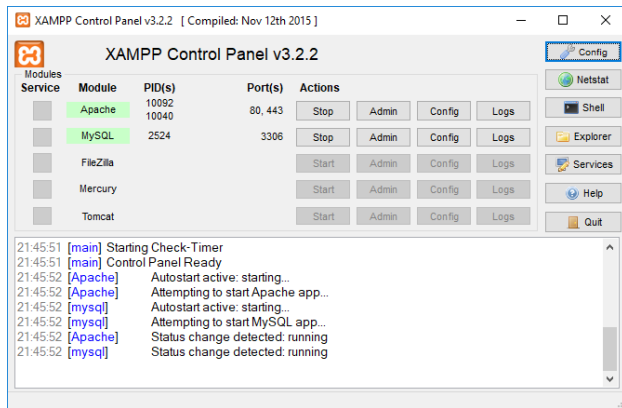 XAMPP Control Panel v3.2.2 [ Compiled: Nov 12th 2015 ]
XAMPP Control Panel v3.2.2
Config
Modules
Service Module PID(s) Port(s) Actions
Netstat
Apache 10092 10040 80, 443 Stop Admin Config Logs
Shell
MySQL 2524 3306 Stop Admin Config Logs
Explorer
FileZilla Start Admin Config Logs
Services
Mercury Start Admin Config Logs
Help
Tomcat Start Admin Config Logs
Quit
21:45:51 [main] Starting Check-Timer
21:45:51 [main] Control Panel Ready
21:45:52 [Apache] Autostart active: starting...
21:45:52 [Apache] Attempting to start Apache app...
21:45:52 [mysql] Autostart active: starting...
21:45:52 [mysql] Attempting to start MySQL app...
21:45:52 [Apache] Status change detected: running
21:45:52 [mysql] Status change detected: running